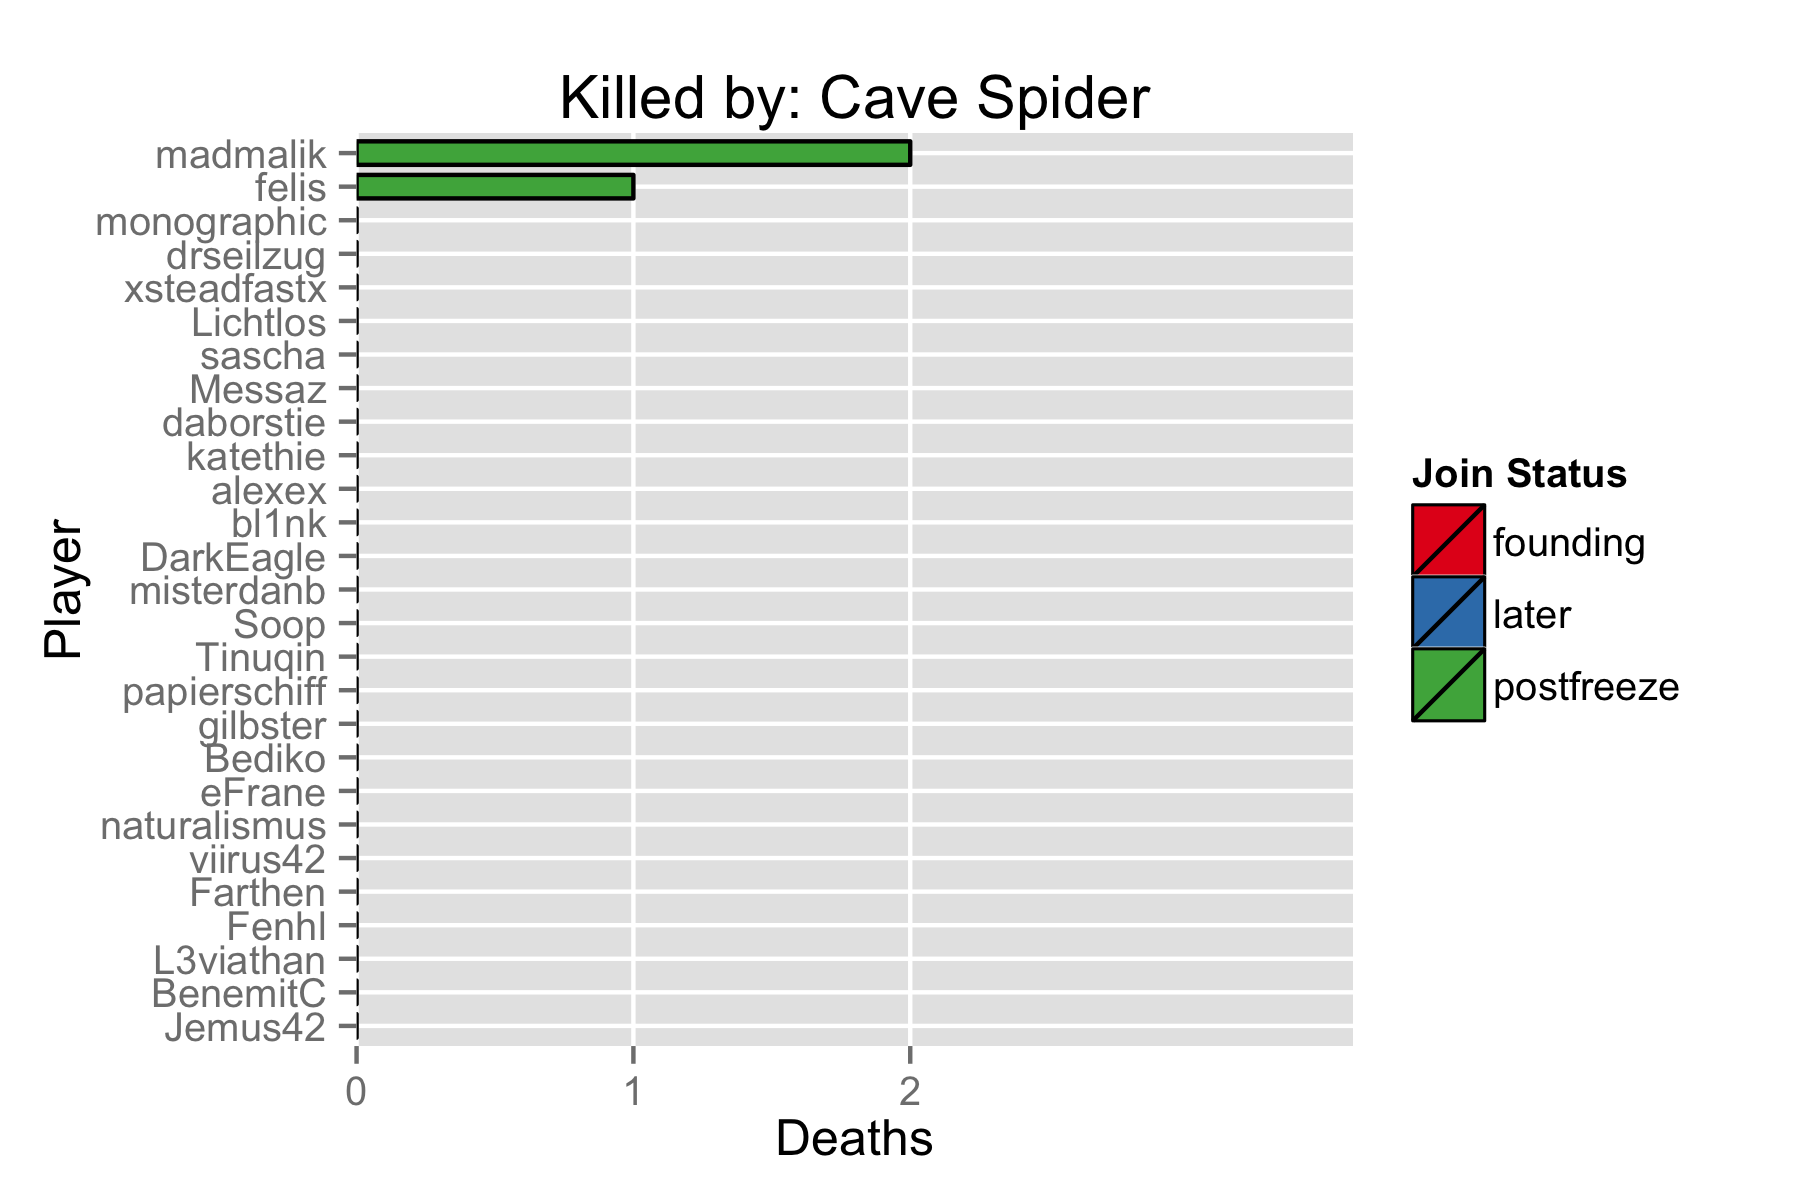 Killed by: Cave Spider
madmalik
felis
monographic
drseilzug
xsteadfastx
Lichtlos
sascha
Messaz
daborstie
katethie
alexex
bl1nk
DarkEagle
misterdanb
Soop
Tinuqin
papierschiff
gilbster
Bediko
eFrane
naturalismus
viirus42
Farthen
Fenhl
L3viathan
BenemitC
Jemus42
Player
0 1 2
Deaths
Join Status
founding
later
postfreeze